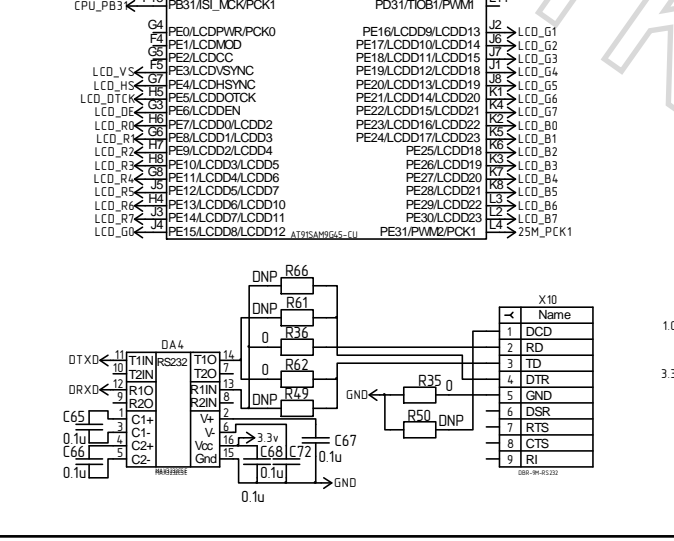 CPU_PB31 PB31/ISI_MCK/PCK1 PD31/TIOB1/PWM1
G4 PE0/LCDPWR/PCK0 PE16/LCDD9/LCDD13 J2 LCD_G1
F4 PE1/LCDMOD PE17/LCDD10/LCDD14 J6 LCD_G2
G5 PE2/LCDCC PE18/LCDD11/LCDD15 J7 LCD_G3
LCD_VS F5 PE3/LCDVSYNC PE19/LCDD12/LCDD18 J1 LCD_G4
LCD_HS G7 PE4/LCDHSYNC PE20/LCDD13/LCDD19 J8 LCD_G5
LCD_DTCK H5 PE5/LCDDOTCK PE21/LCDD14/LCDD20 K1 LCD_G6
LCD_DE G3 PE6/LCDDEN PE22/LCDD15/LCDD21 K4 LCD_G7
LCD_R0 H6 PE7/LCDD0/LCDD2 PE23/LCDD16/LCDD22 K2 LCD_B0
LCD_R1 G6 PE8/LCDD1/LCDD3 PE24/LCDD17/LCDD23 K5 LCD_B1
LCD_R2 H7 PE9/LCDD2/LCDD4 PE25/LCDD18 K6 LCD_B2
LCD_R3 H8 PE10/LCDD3/LCDD5 PE26/LCDD19 K3 LCD_B3
LCD_R4 G8 PE11/LCDD4/LCDD6 PE27/LCDD20 K7 LCD_B4
LCD_R5 J5 PE12/LCDD5/LCDD7 PE28/LCDD21 K8 LCD_B5
LCD_R6 H4 PE13/LCDD6/LCDD10 PE29/LCDD22 L3 LCD_B6
LCD_R7 J3 PE14/LCDD7/LCDD11 PE30/LCDD23 L2 LCD_B7
LCD_G0 J4 PE15/LCDD8/LCDD12 AT91SAM9G45-CU PE31/PWM2/PCK1 L4 25M_PCK1
DNP R66
DNP R61
0 R36
0 R62
DNP R49
DA4
DTXD 11 T1IN RS232 T1O 14
10 T2IN T2O 7
DRXD 12 R1O R1IN 13
9 R2O R2IN 8
C65 1 C1+ V+ 2
0.1u 3 C1- V- 6
C66 4 C2+ Vcc 16 3.3v
0.1u 5 C2- Gnd 15
C67
0.1u
C68 C72
0.1u
0.1u
GND
GND R35 0
R50 DNP
X10
Name
1 DCD
2 RD
3 TD
4 DTR
5 GND
6 DSR
7 RTS
8 CTS
9 RI
DBR-9M-RS232